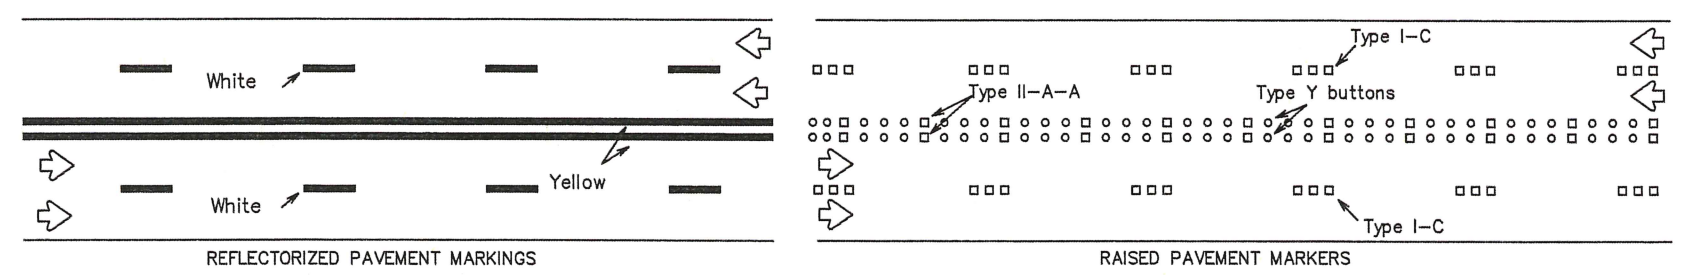 White
White
Yellow
REFLECTORIZED PAVEMENT MARKINGS
Type I-C
Type II-A-A
Type Y buttons
Type I-C
RAISED PAVEMENT MARKERS